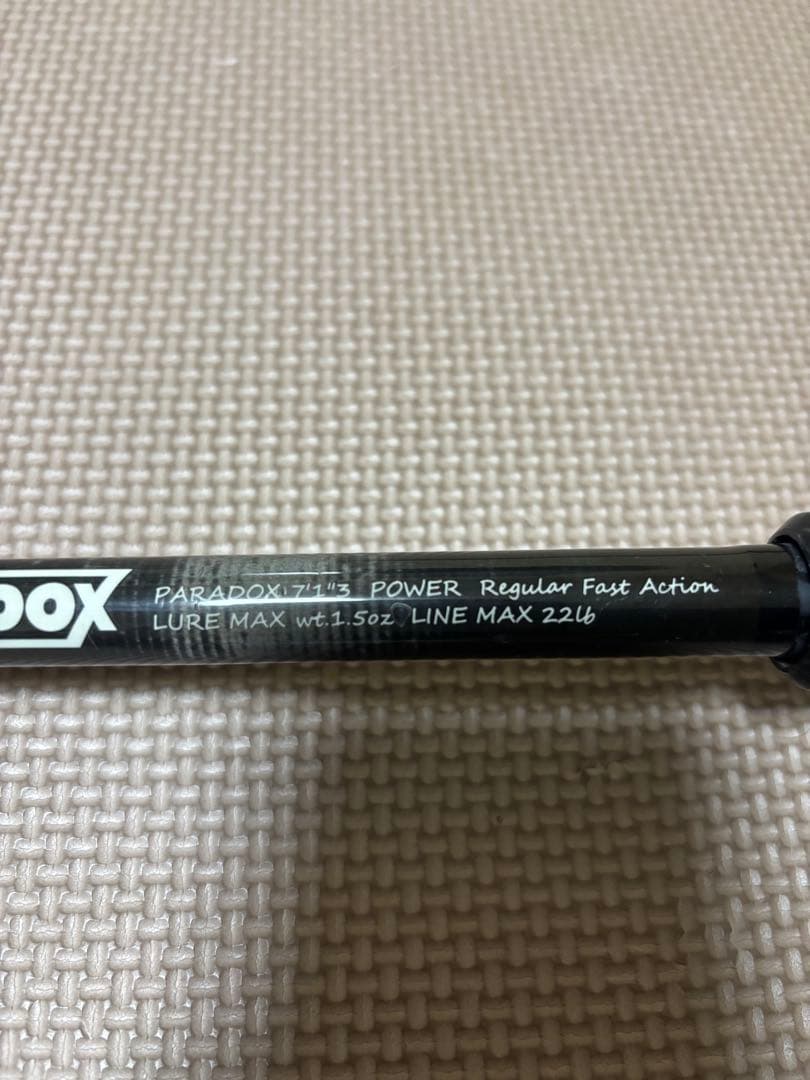 DOX
PARADOX 7'1"3 POWER Regular Fast Action
LURE MAX wt.1.5oz LINE MAX 22lb